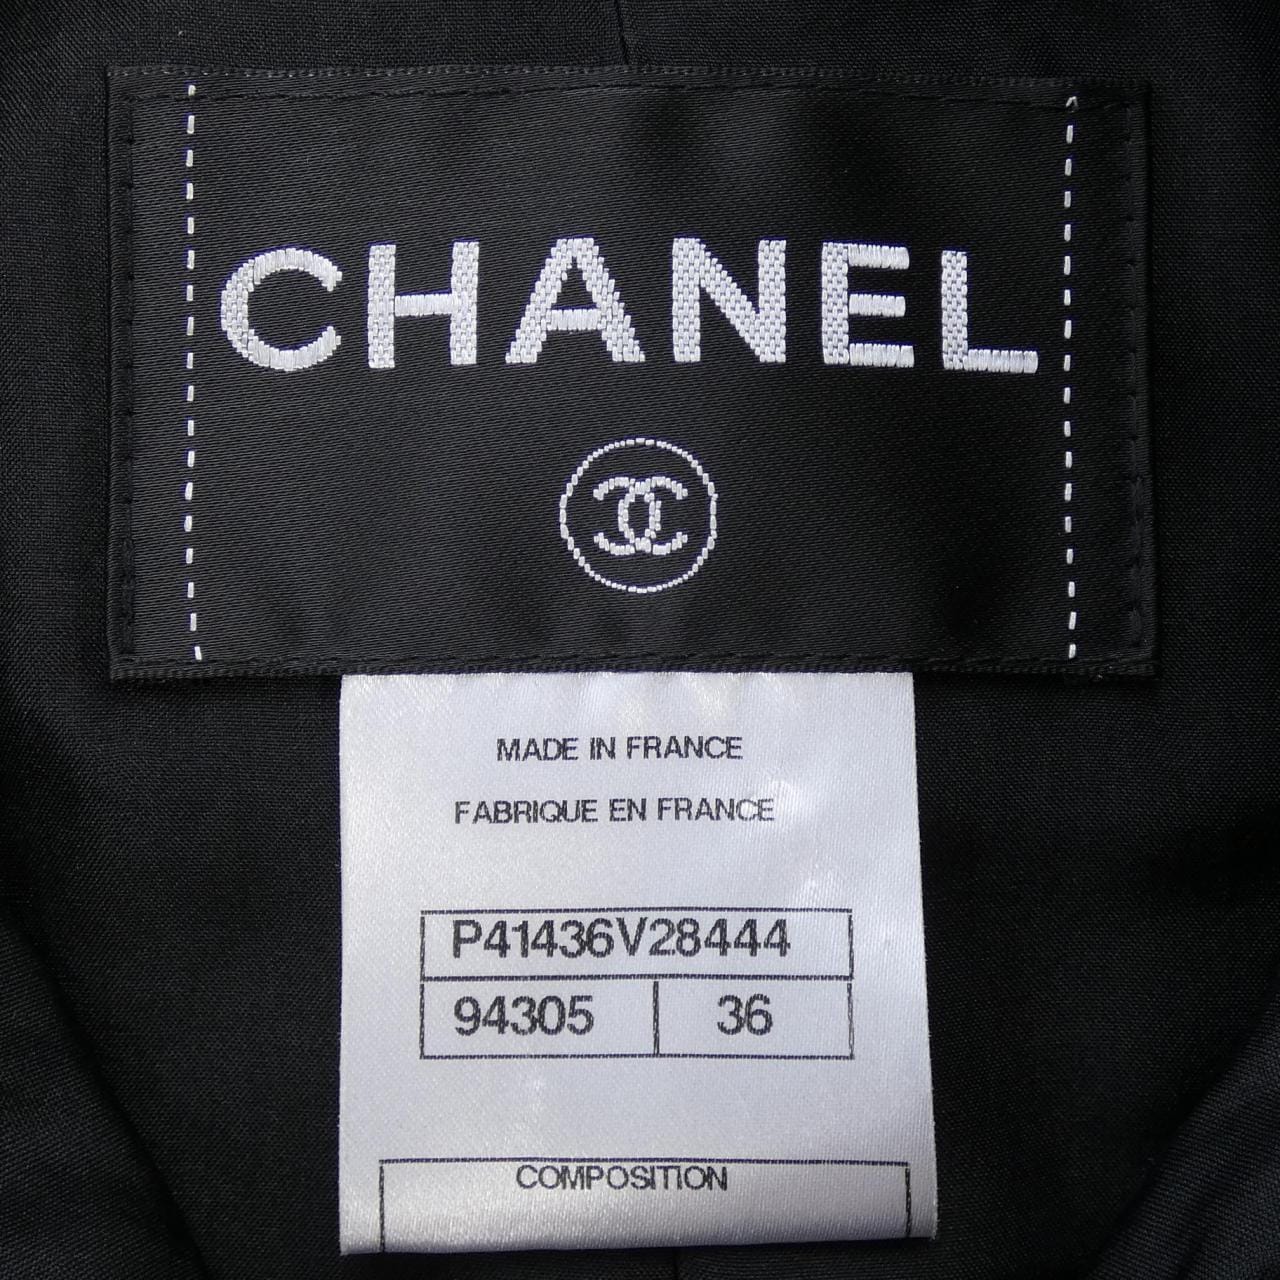 CHANEL
MADE IN FRANCE
FABRIQUE EN FRANCE
P41436V28444
94305 36
COMPOSITION